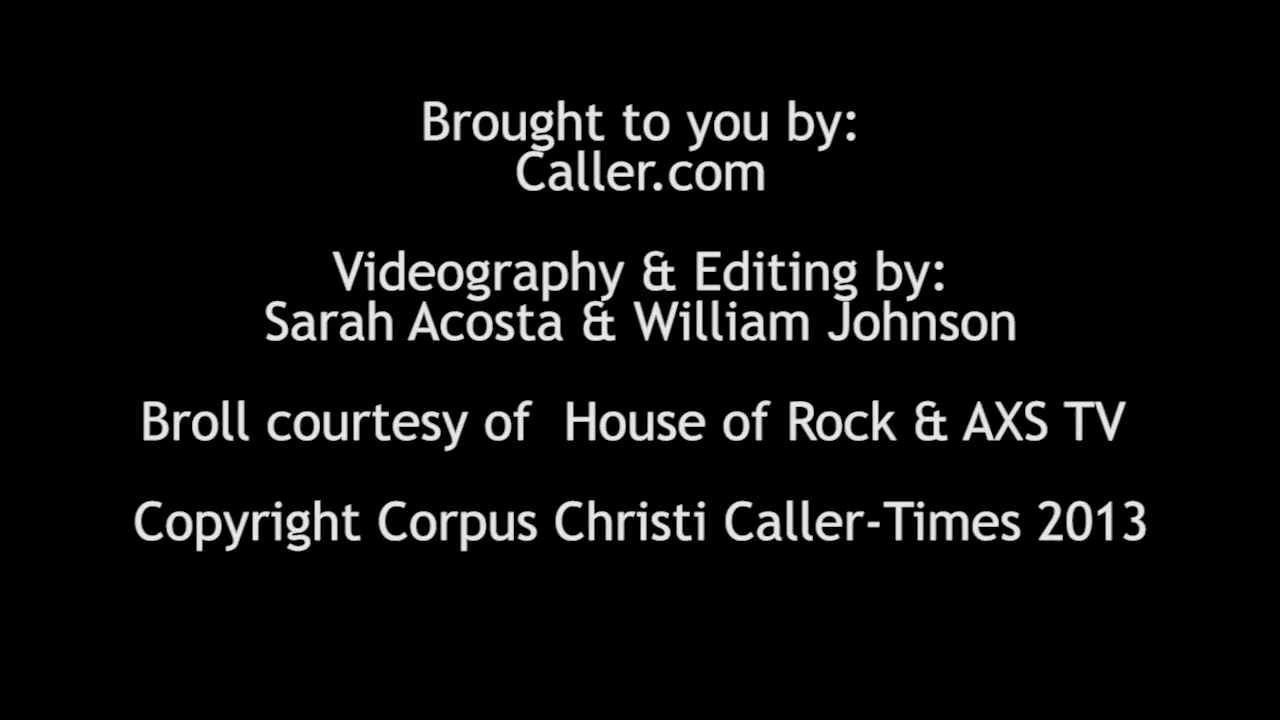 Brought to you by:
Caller.com
Videography & Editing by:
Sarah Acosta & William Johnson
Broll courtesy of  House of Rock & AXS TV
Copyright Corpus Christi Caller-Times 2013